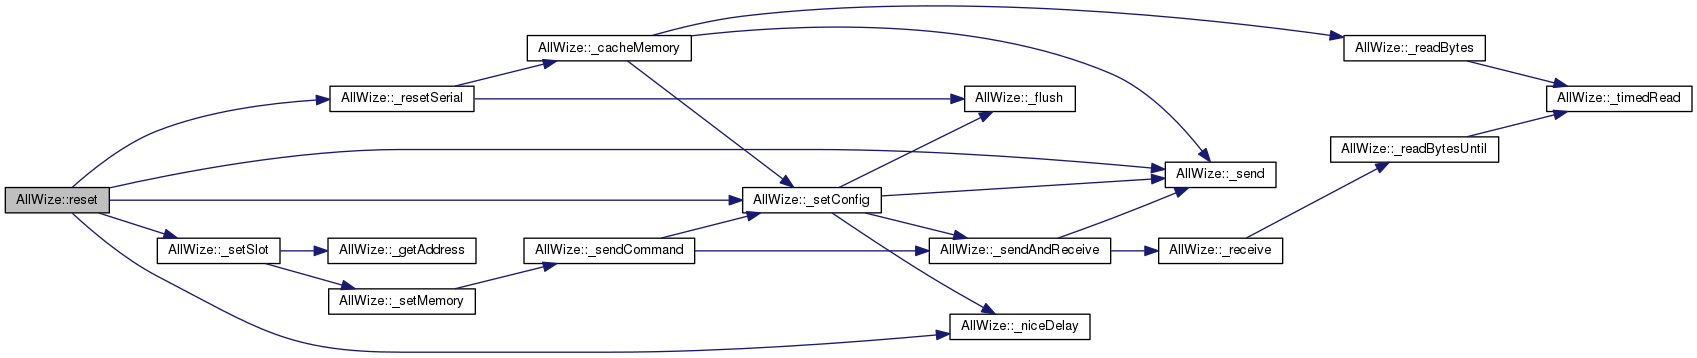 AllWize::reset
AllWize::_resetSerial
AllWize::_setSlot
AllWize::_getAddress
AllWize::_setMemory
AllWize::_cacheMemory
AllWize::_sendCommand
AllWize::_setConfig
AllWize::_flush
AllWize::_sendAndReceive
AllWize::_niceDelay
AllWize::_send
AllWize::_receive
AllWize::_readBytes
AllWize::_readBytesUntil
AllWize::_timedRead